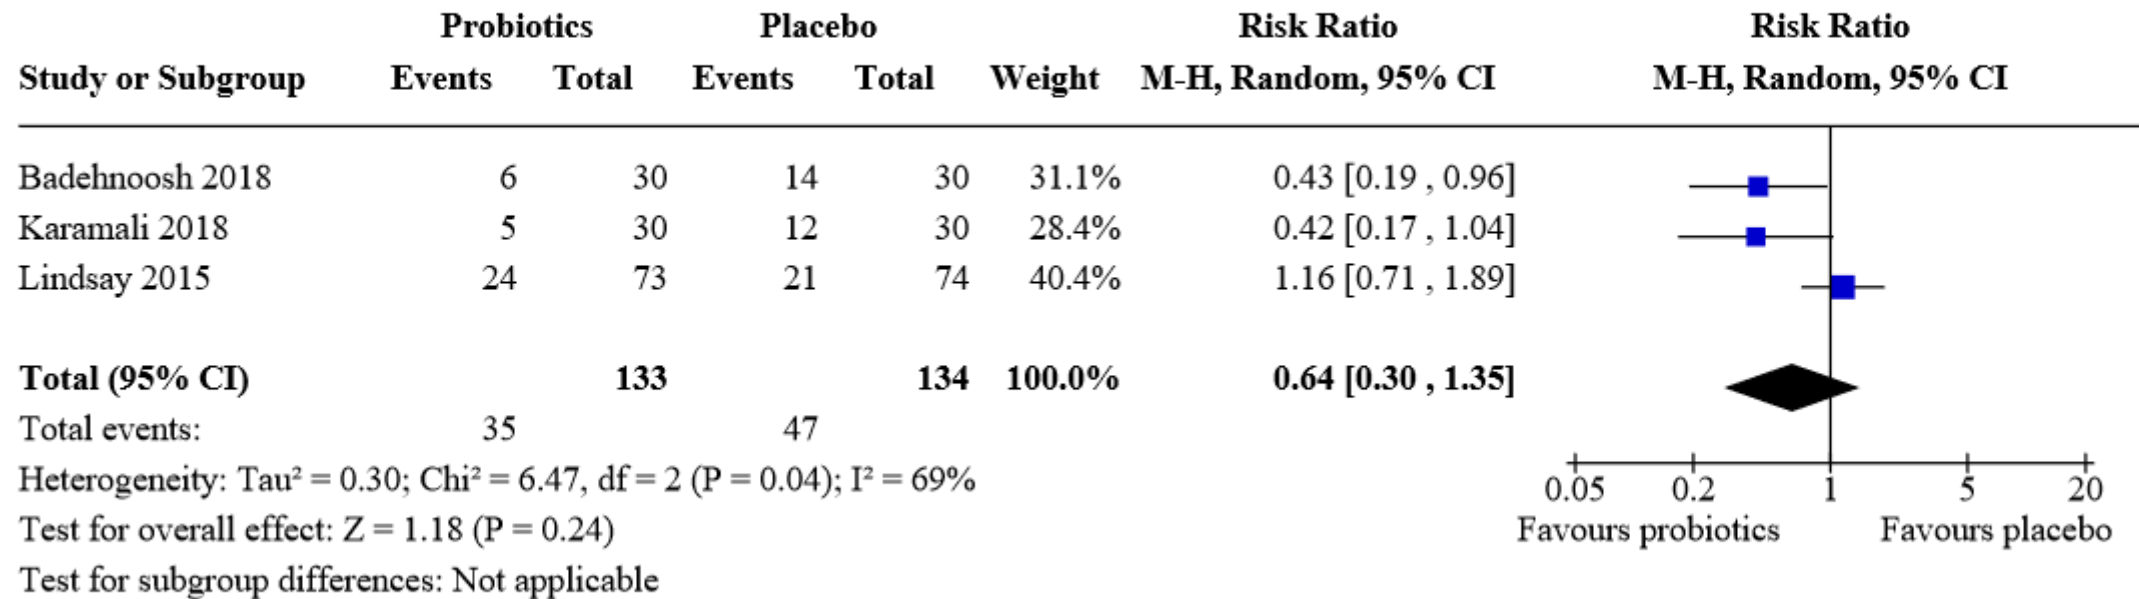 Probiotics Placebo Risk Ratio Risk Ratio
Study or Subgroup Events Total Events Total Weight M-H, Random, 95% CI M-H, Random, 95% CI
Badehnoosh 2018 6 30 14 30 31.1% 0.43 [0.19 , 0.96]
Karamali 2018 5 30 12 30 28.4% 0.42 [0.17 , 1.04]
Lindsay 2015 24 73 21 74 40.4% 1.16 [0.71 , 1.89]
Total (95% CI) 133 134 100.0% 0.64 [0.30 , 1.35]
Total events: 35 47
Heterogeneity: Tau² = 0.30; Chi² = 6.47, df = 2 (P = 0.04); I² = 69%
0.05 0.2 1 5 20
Test for overall effect: Z = 1.18 (P = 0.24)
Favours probiotics Favours placebo
Test for subgroup differences: Not applicable